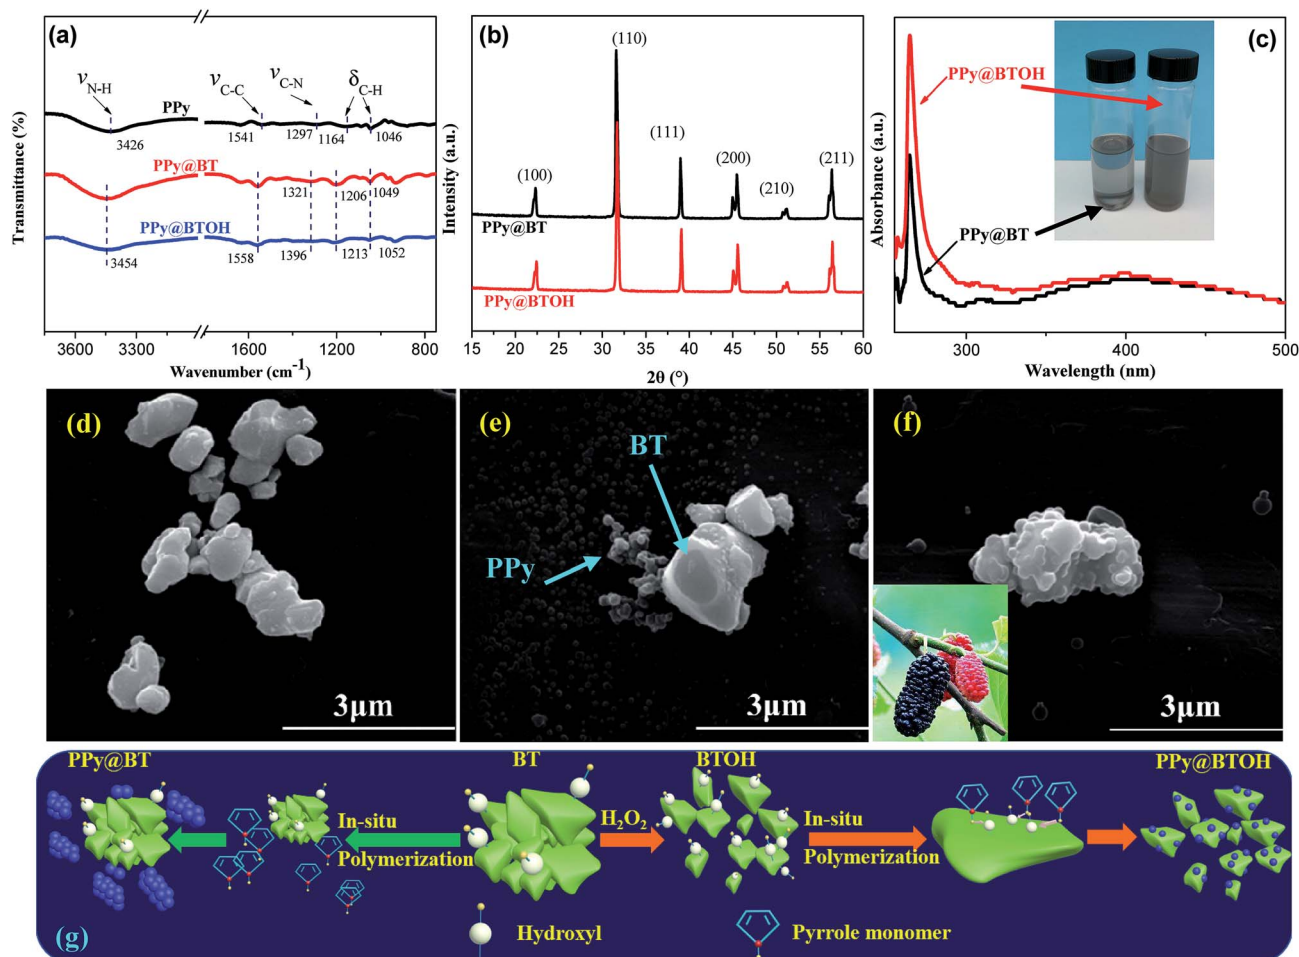 (a)
ν N-H
PPy
ν C-C
ν C-N
δ C-H
3426
1541
1297
1164
1046
PPy@BT
1321
1206
1049
PPy@BTOH
3454
1558
1396
1213
1052
Transmittance (%)
3600
3300
1600
1200
800
Wavenumber (cm-1)
(b)
(110)
(100)
(111)
(200)
(210)
(211)
PPy@BT
PPy@BTOH
Intensity (a.u.)
15
20
25
30
35
40
45
50
55
60
2θ (°)
(c)
PPy@BTOH
PPy@BT
Absorbance (a.u.)
300
400
500
Wavelength (nm)
(d)
3μm
(e)
BT
PPy
3μm
(f)
3μm
PPy@BT
BT
BTOH
PPy@BTOH
In-situ
Polymerization
H2O2
In-situ
Polymerization
(g)
Hydroxyl
Pyrrole monomer